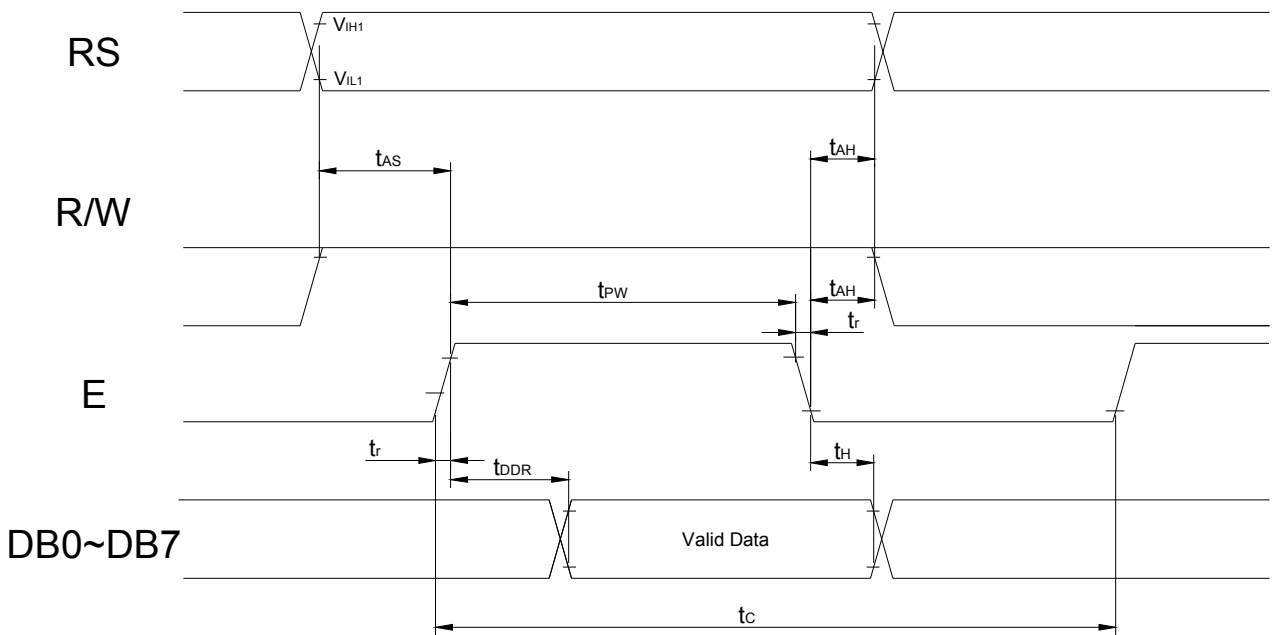 RS
VIH1
VIL1
tAS
tAH
R/W
tPW
tAH
tr
E
tr
tDDR
tH
DB0~DB7
Valid Data
tC